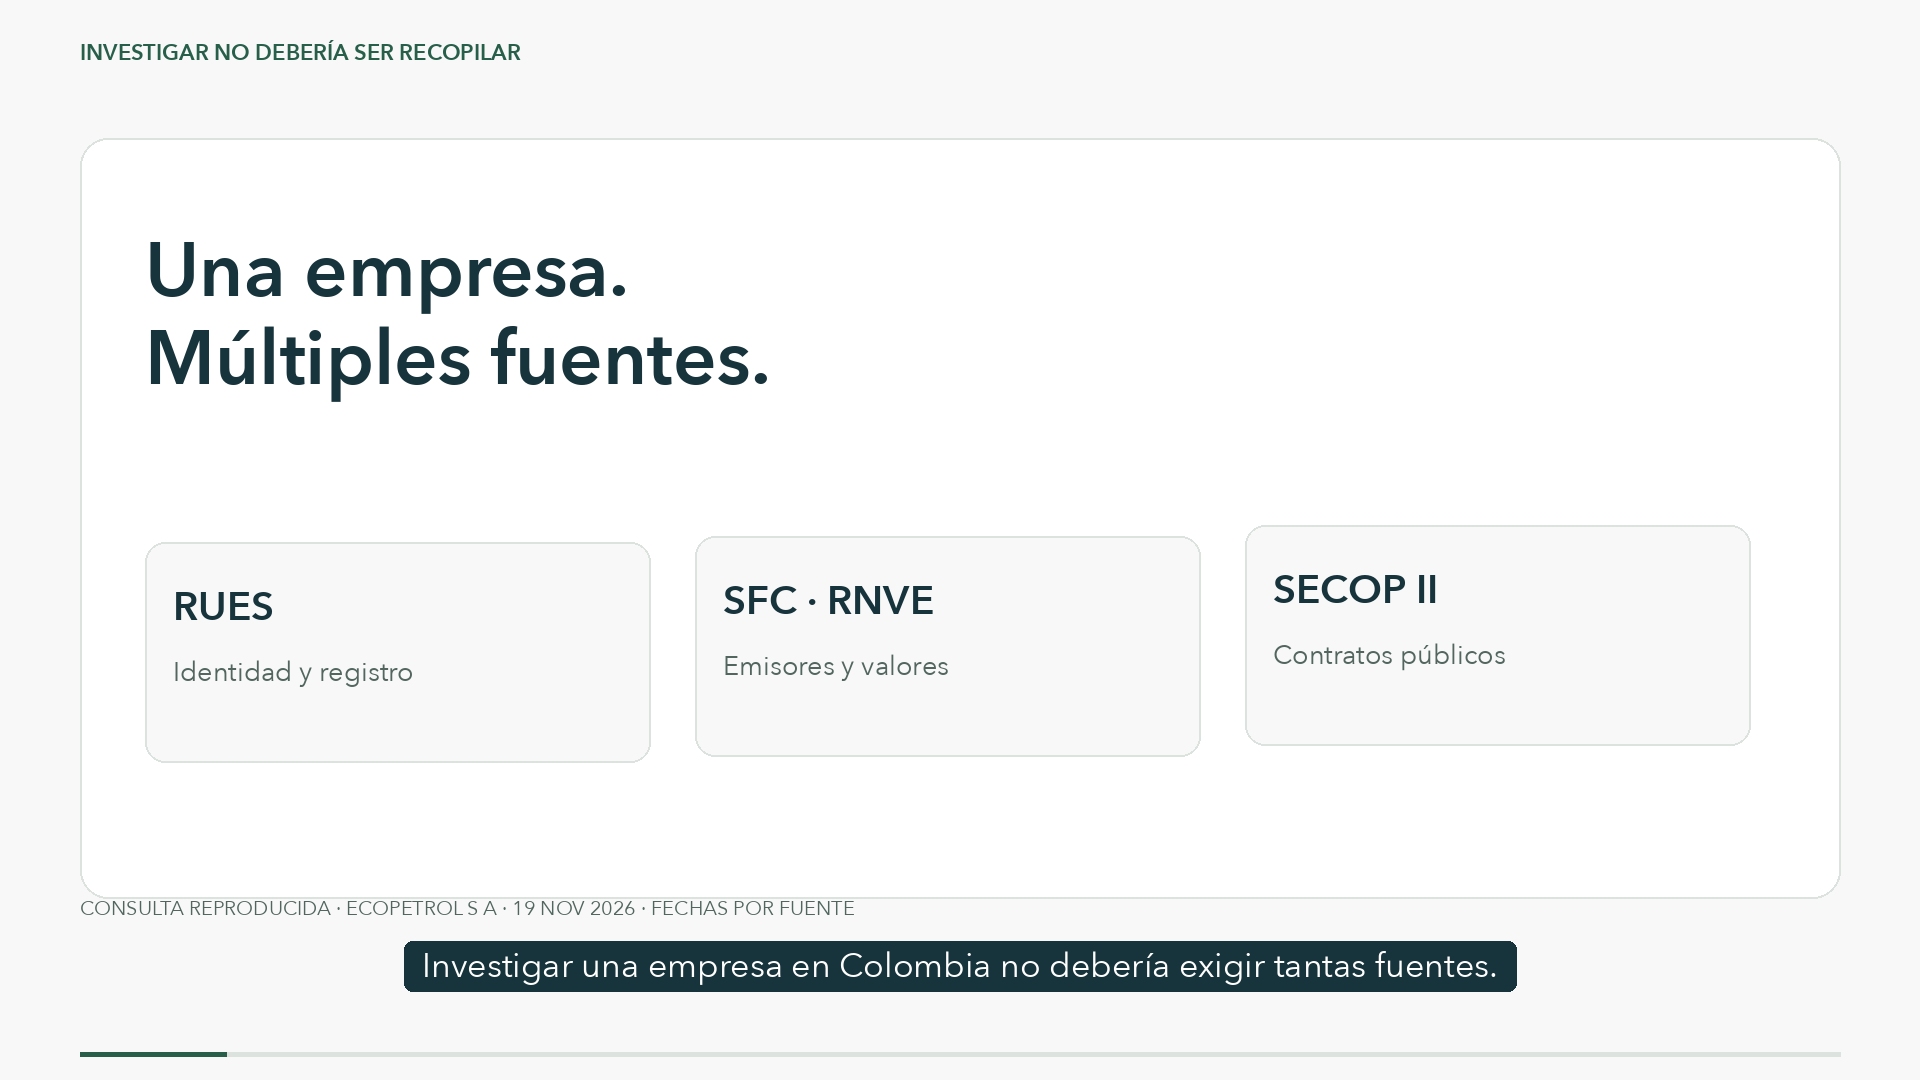 INVESTIGAR NO DEBERÍA SER RECOPILAR
Una empresa.
Múltiples fuentes.
RUES
Identidad y registro
SFC · RNVE
Emisores y valores
SECOP II
Contratos públicos
CONSULTA REPRODUCIDA · ECOPETROL S A · 19 NOV 2026 · FECHAS POR FUENTE
Investigar una empresa en Colombia no debería exigir tantas fuentes.